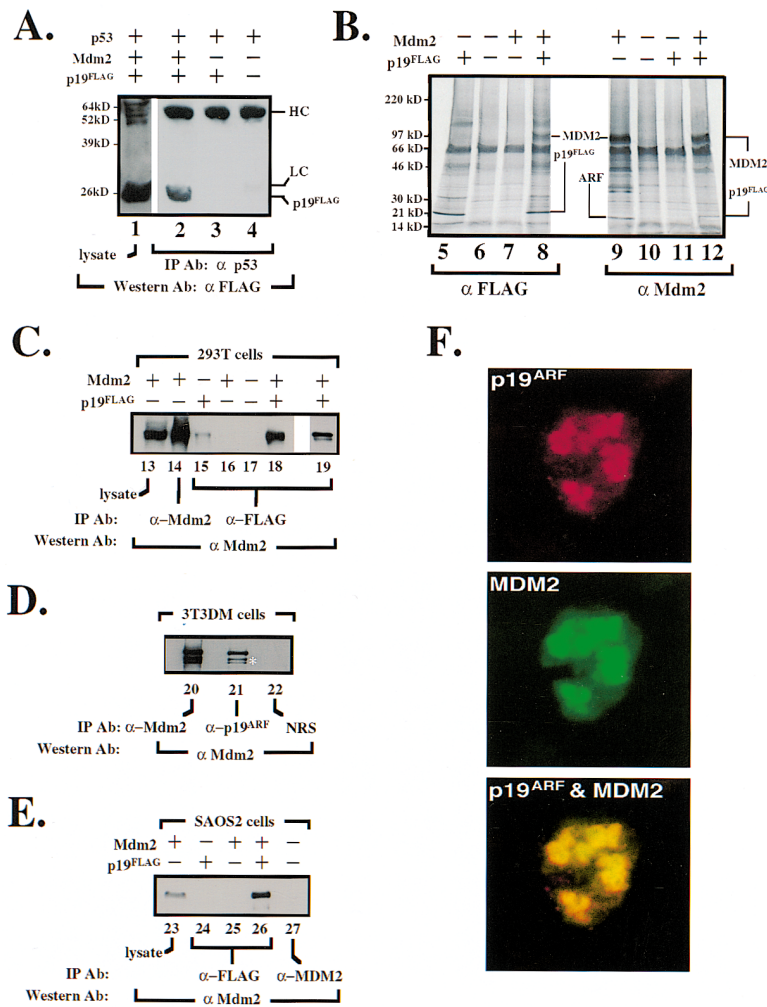 A.
p53 + + + +
Mdm2 + + − −
p19FLAG + + + −
64kD
52kD
39kD
26kD
HC
LC
p19FLAG
1 2 3 4
lysate
IP Ab: α p53
Western Ab: α FLAG
B.
Mdm2 − − + + + − − +
p19FLAG + − − + − − + +
220 kD
97 kD
66 kD
46 kD
30 kD
21 kD
14 kD
MDM2
p19FLAG
ARF
MDM2
p19FLAG
5 6 7 8 9 10 11 12
α FLAG
α Mdm2
C.
293T cells
Mdm2 + + − + − + +
p19FLAG − − + − − + +
13 14 15 16 17 18 19
lysate
IP Ab: α−Mdm2 α−FLAG
Western Ab: α Mdm2
D.
3T3DM cells
*
20 21 22
IP Ab: α−Mdm2 α−p19ARF NRS
Western Ab: α Mdm2
E.
SAOS2 cells
Mdm2 + − + + −
p19FLAG − + − + −
23 24 25 26 27
lysate
IP Ab: α−FLAG α−MDM2
Western Ab: α Mdm2
F.
p19ARF
MDM2
p19ARF & MDM2